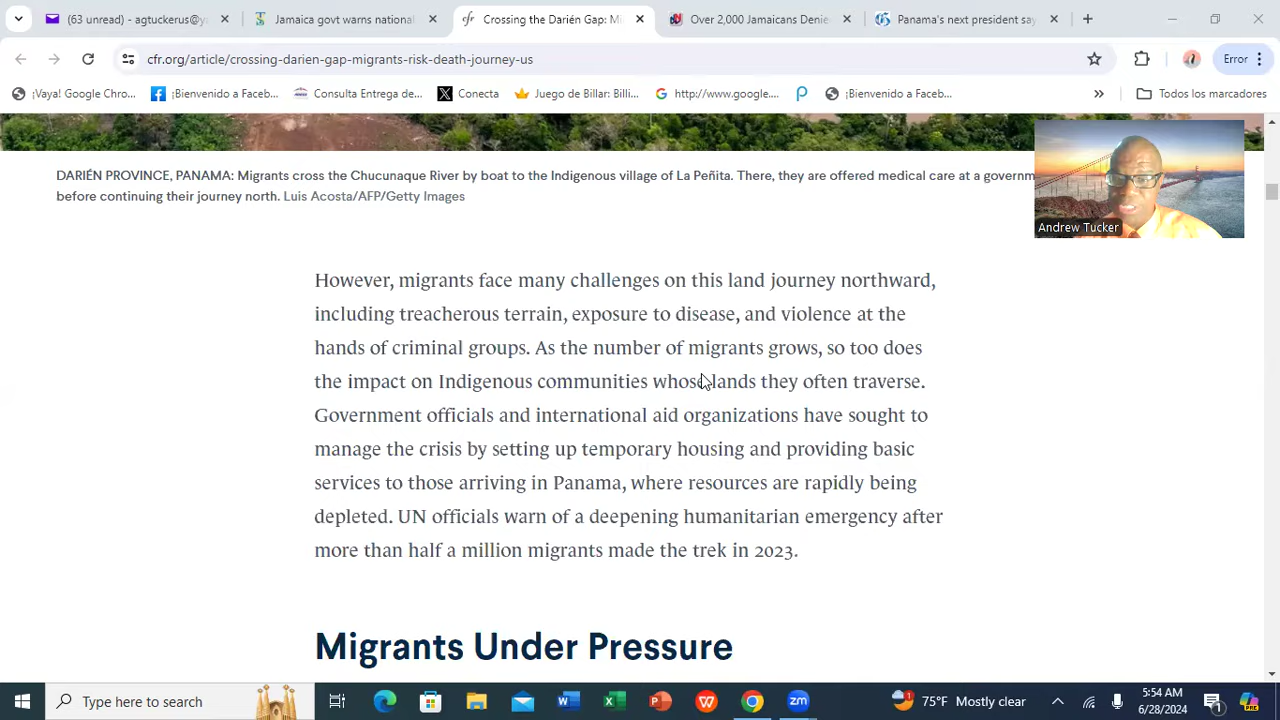 (63 unread) - agtuckerus@y
Jamaica govt warns national
Crossing the Darién Gap: Mi
Over 2,000 Jamaicans Denie
Panama's next president say
cfr.org/article/crossing-darien-gap-migrants-risk-death-journey-us
Error
¡Vaya! Google Chro...
¡Bienvenido a Faceb...
Consulta Entrega de...
Conecta
Juego de Billar: Billi...
http://www.google....
¡Bienvenido a Faceb...
»
Todos los marcadores
DARIÉN PROVINCE, PANAMA: Migrants cross the Chucunaque River by boat to the Indigenous village of La Peñita. There, they are offered medical care at a governm
before continuing their journey north. Luis Acosta/AFP/Getty Images
Andrew Tucker
However, migrants face many challenges on this land journey northward,
including treacherous terrain, exposure to disease, and violence at the
hands of criminal groups. As the number of migrants grows, so too does
the impact on Indigenous communities whose lands they often traverse.
Government officials and international aid organizations have sought to
manage the crisis by setting up temporary housing and providing basic
services to those arriving in Panama, where resources are rapidly being
depleted. UN officials warn of a deepening humanitarian emergency after
more than half a million migrants made the trek in 2023.
Migrants Under Pressure
Type here to search
75°F Mostly clear
5:54 AM
6/28/2024